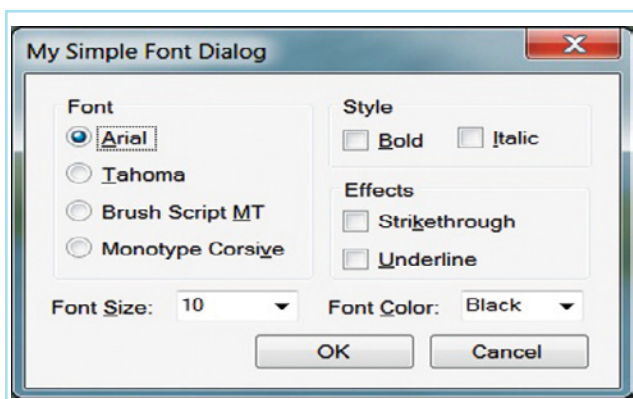 My Simple Font Dialog
Font
Arial
Tahoma
Brush Script MT
Monotype Corsive
Style
Bold Italic
Effects
Strikethrough
Underline
Font Size: 10 Font Color: Black
OK Cancel